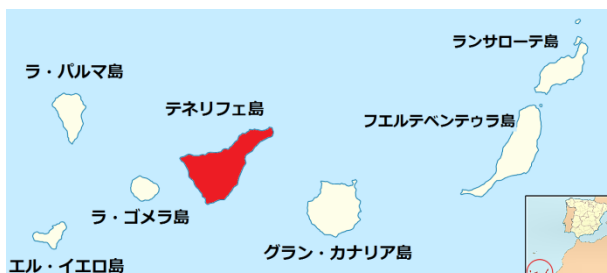 ランサローテ島
ラ・パルマ島
テネリフェ島
フエルテベンテゥラ島
ラ・ゴメラ島
グラン・カナリア島
エル・イエロ島